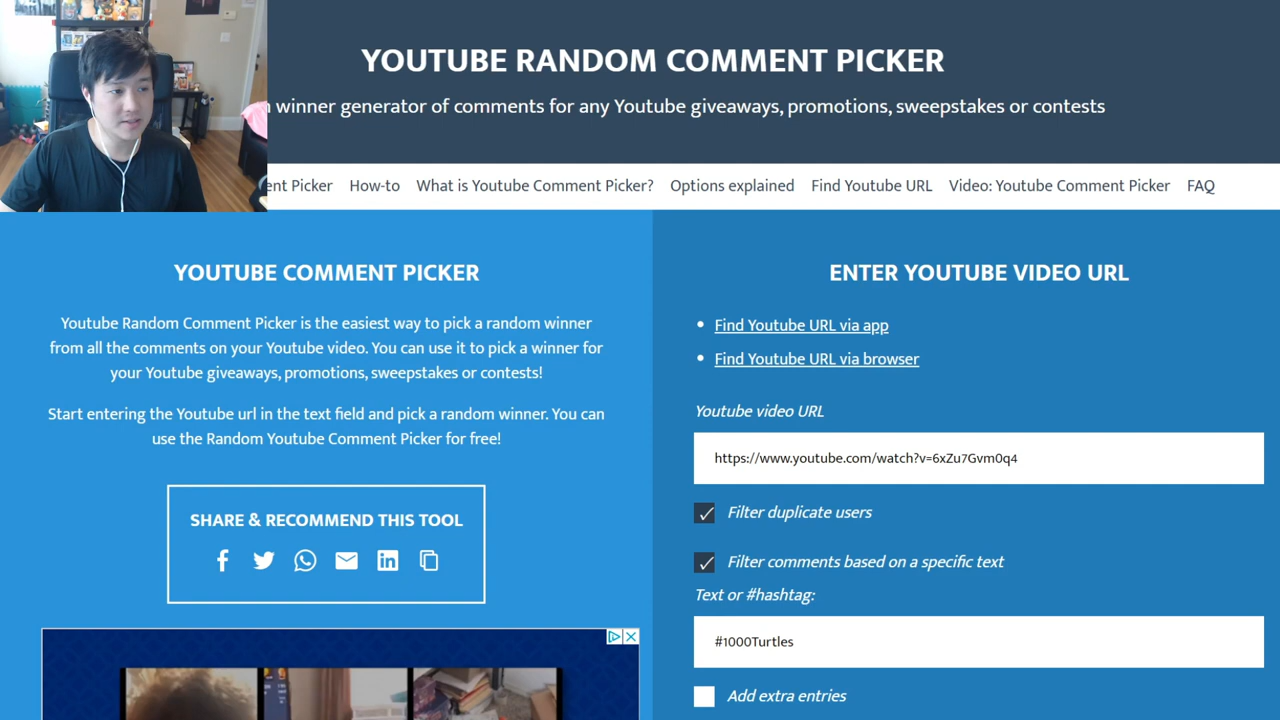 YOUTUBE RANDOM COMMENT PICKER
winner generator of comments for any Youtube giveaways, promotions, sweepstakes or contests
Picker
How-to
What is Youtube Comment Picker?
Options explained
Find Youtube URL
Video: Youtube Comment Picker
FAQ
YOUTUBE COMMENT PICKER
Youtube Random Comment Picker is the easiest way to pick a random winner
from all the comments on your Youtube video. You can use it to pick a winner for
your Youtube giveaways, promotions, sweepstakes or contests!
Start entering the Youtube url in the text field and pick a random winner. You can
use the Random Youtube Comment Picker for free!
SHARE & RECOMMEND THIS TOOL
ENTER YOUTUBE VIDEO URL
Find Youtube URL via app
Find Youtube URL via browser
Youtube video URL
https://www.youtube.com/watch?v=6xZu7Gvm0q4
Filter duplicate users
Filter comments based on a specific text
Text or #hashtag:
#1000Turtles
Add extra entries